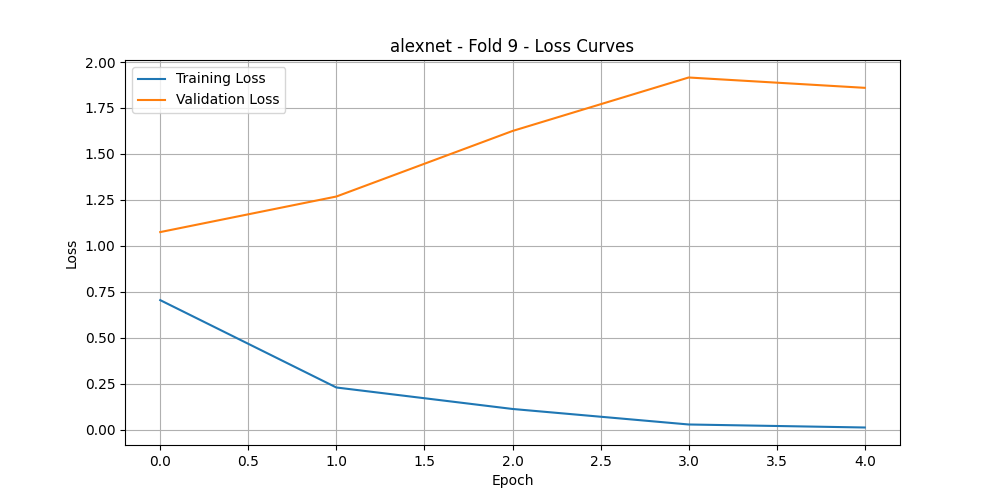 alexnet - Fold 9 - Loss Curves
Training Loss
Validation Loss
2.00
1.75
1.50
1.25
1.00
0.75
0.50
0.25
0.00
Loss
0.0 0.5 1.0 1.5 2.0 2.5 3.0 3.5 4.0
Epoch